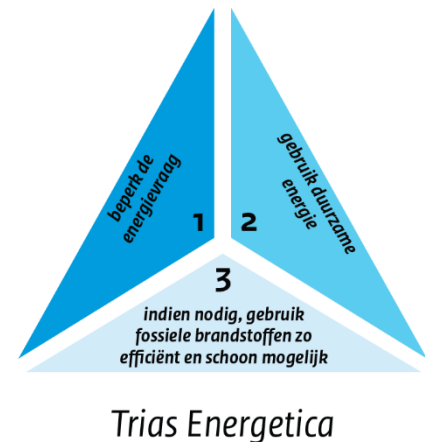 beperk de
energievraag
1
gebruik duurzame
energie
2
3
indien nodig, gebruik
fossiele brandstoffen zo
efficiënt en schoon mogelijk
Trias Energetica